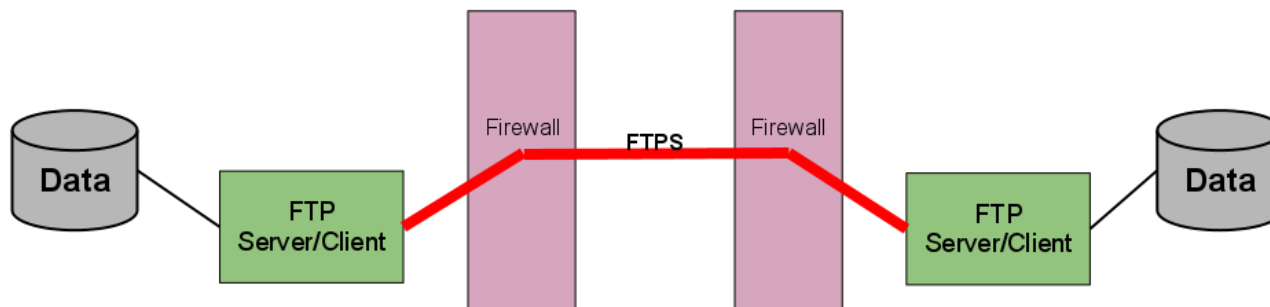 Firewall
Firewall
FTPS
Data
Data
FTP
Server/Client
FTP
Server/Client